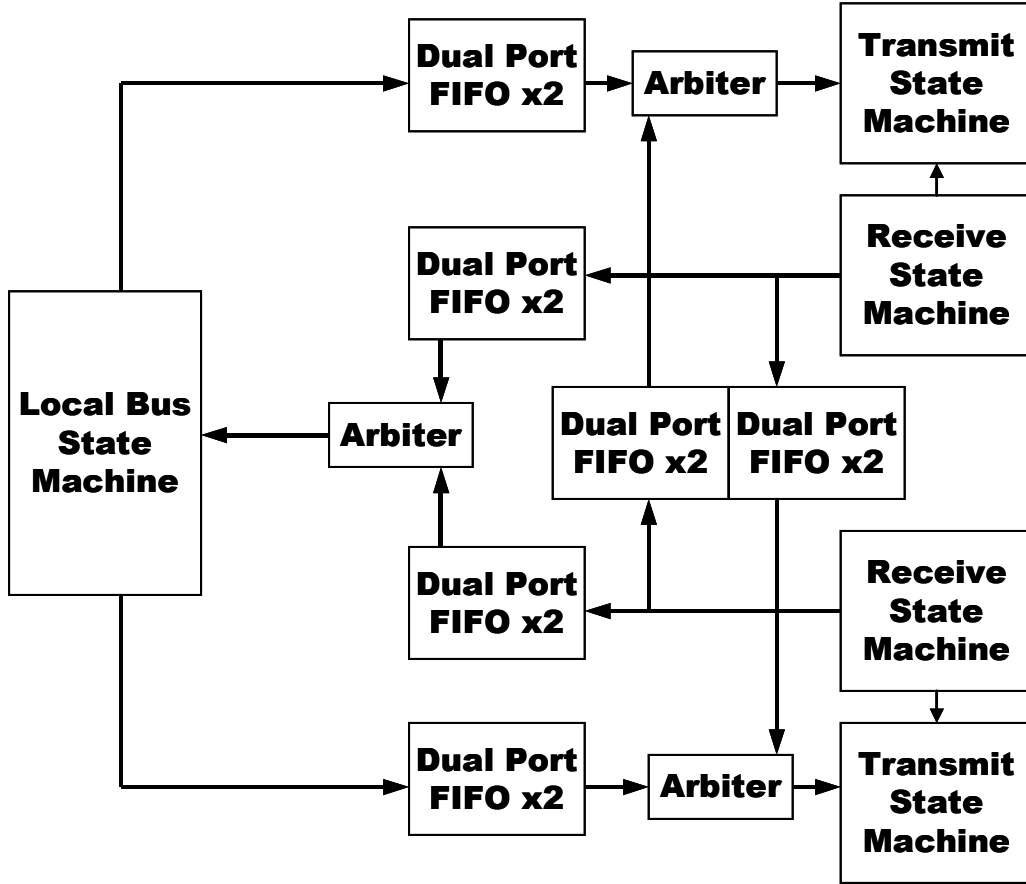 Dual Port
FIFO x2
Arbiter
Transmit
State
Machine
Dual Port
FIFO x2
Receive
State
Machine
Local Bus
State
Machine
Arbiter
Dual Port
FIFO x2
Dual Port
FIFO x2
Dual Port
FIFO x2
Receive
State
Machine
Dual Port
FIFO x2
Arbiter
Transmit
State
Machine